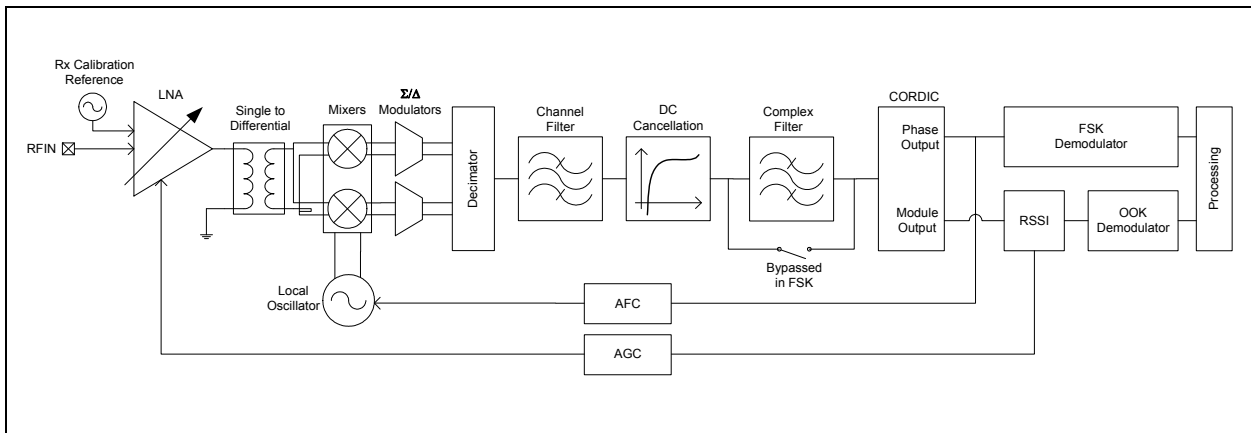 Rx Calibration
Reference
LNA
RFIN
Single to
Differential
Mixers
Σ/Δ
Modulators
Decimator
Channel
Filter
DC
Cancellation
Complex
Filter
Bypassed
in FSK
CORDIC
Phase
Output
Module
Output
FSK
Demodulator
RSSI
OOK
Demodulator
Processing
Local
Oscillator
AFC
AGC